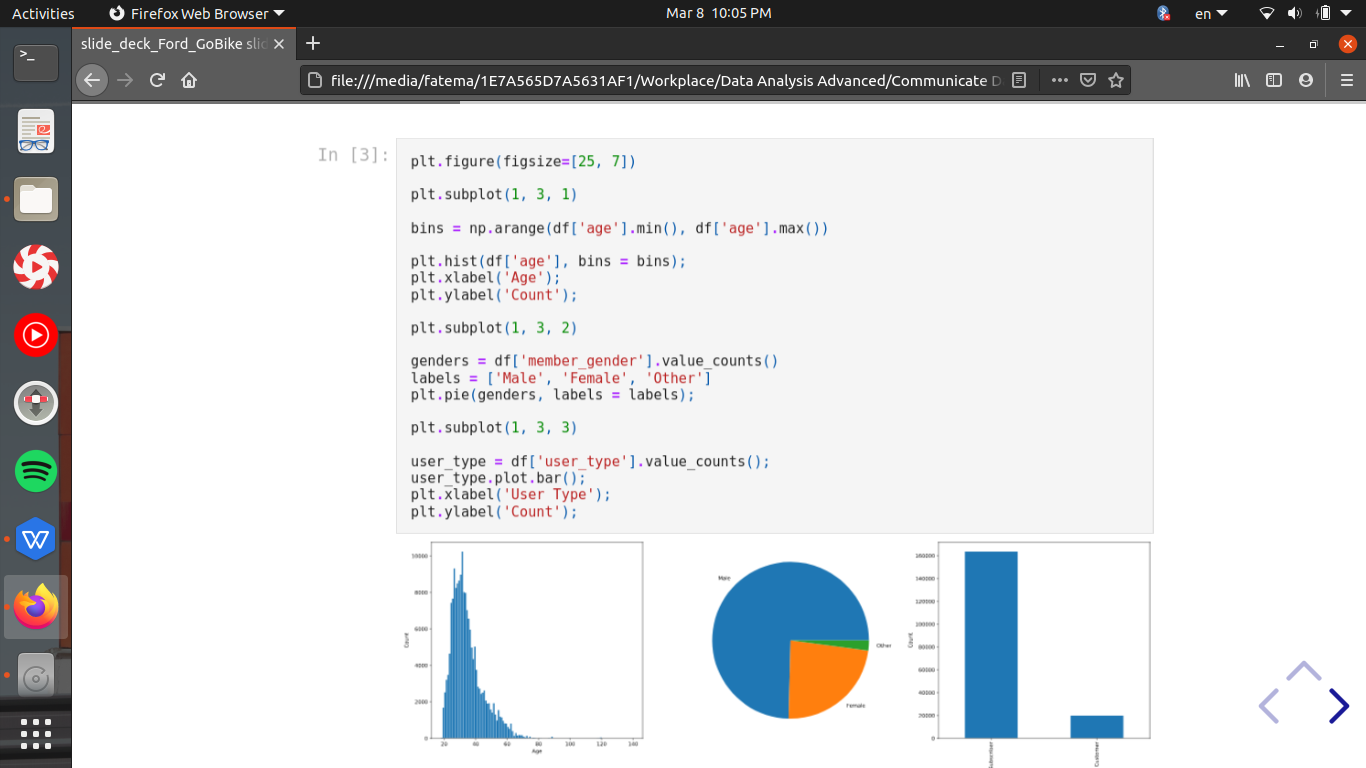 Activities
Firefox Web Browser
Mar 8 10:05 PM
en
slide_deck_Ford_GoBike slid
file:///media/fatema/1E7A565D7A5631AF1/Workplace/Data Analysis Advanced/Communicate D
In [3]:
plt.figure(figsize=[25, 7])
plt.subplot(1, 3, 1)
bins = np.arange(df['age'].min(), df['age'].max())
plt.hist(df['age'], bins = bins);
plt.xlabel('Age');
plt.ylabel('Count');
plt.subplot(1, 3, 2)
genders = df['member_gender'].value_counts()
labels = ['Male', 'Female', 'Other']
plt.pie(genders, labels = labels);
plt.subplot(1, 3, 3)
user_type = df['user_type'].value_counts();
user_type.plot.bar();
plt.xlabel('User Type');
plt.ylabel('Count');
10000
8000
6000
4000
2000
0
Count
20 40 60 80 100 120 140
Age
Male
Other
Female
160000
140000
120000
100000
80000
60000
40000
20000
0
Count
Subscriber
Customer